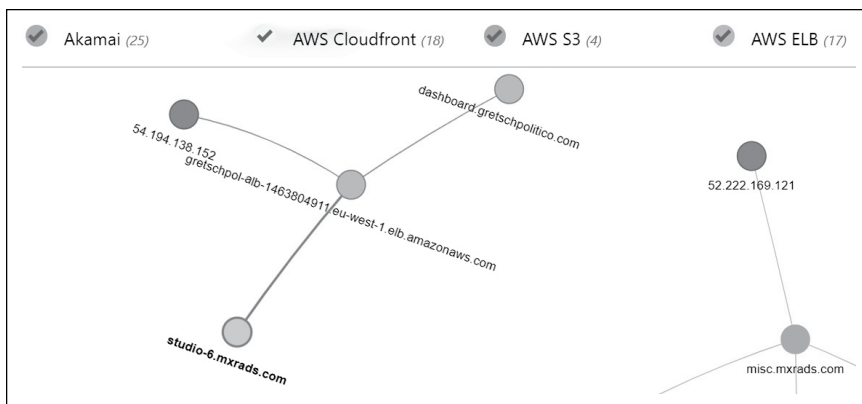 Akamai (25)
AWS Cloudfront (18)
AWS S3 (4)
AWS ELB (17)
dashboard.gretschpolitico.com
54.194.138.152
gretschpol-alb-1463804911.eu-west-1.elb.amazonaws.com
52.222.169.121
studio-6.mxrads.com
misc.mxrads.com